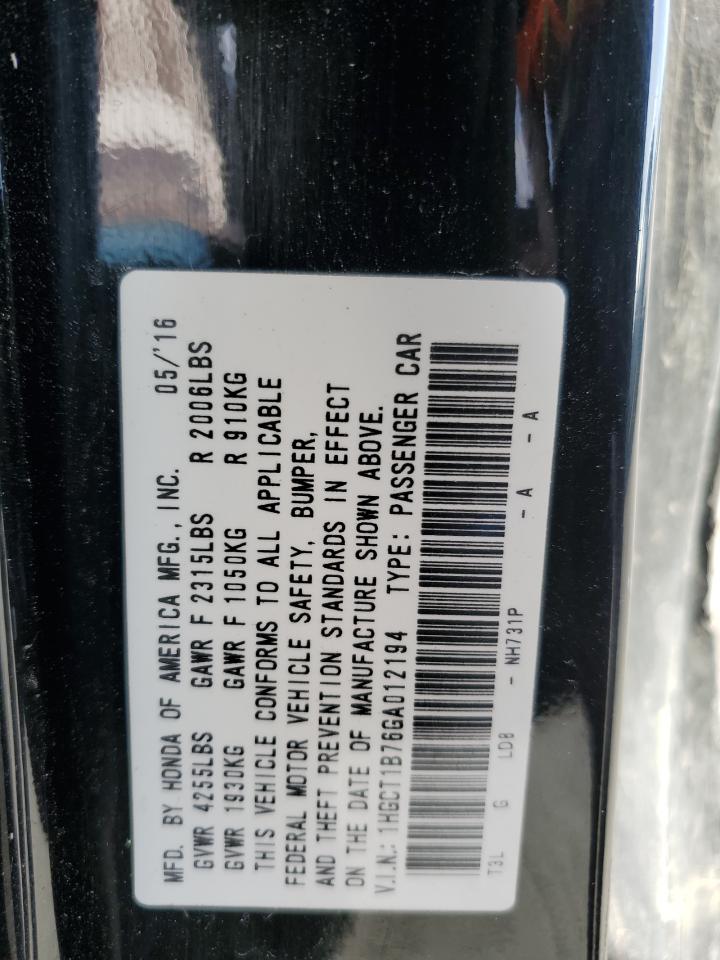 MFD. BY HONDA OF AMERICA MFG., INC. 05/'16
GVWR 4255LBS GAWR F 2315LBS R 2006LBS
GVWR 1930KG GAWR F 1050KG R 910KG
THIS VEHICLE CONFORMS TO ALL APPLICABLE
FEDERAL MOTOR VEHICLE SAFETY, BUMPER,
AND THEFT PREVENTION STANDARDS IN EFFECT
ON THE DATE OF MANUFACTURE SHOWN ABOVE.
V.I.N.: 1HGCT1B76GA012194 TYPE: PASSENGER CAR
T3L G LD0 - NH731P - A - A